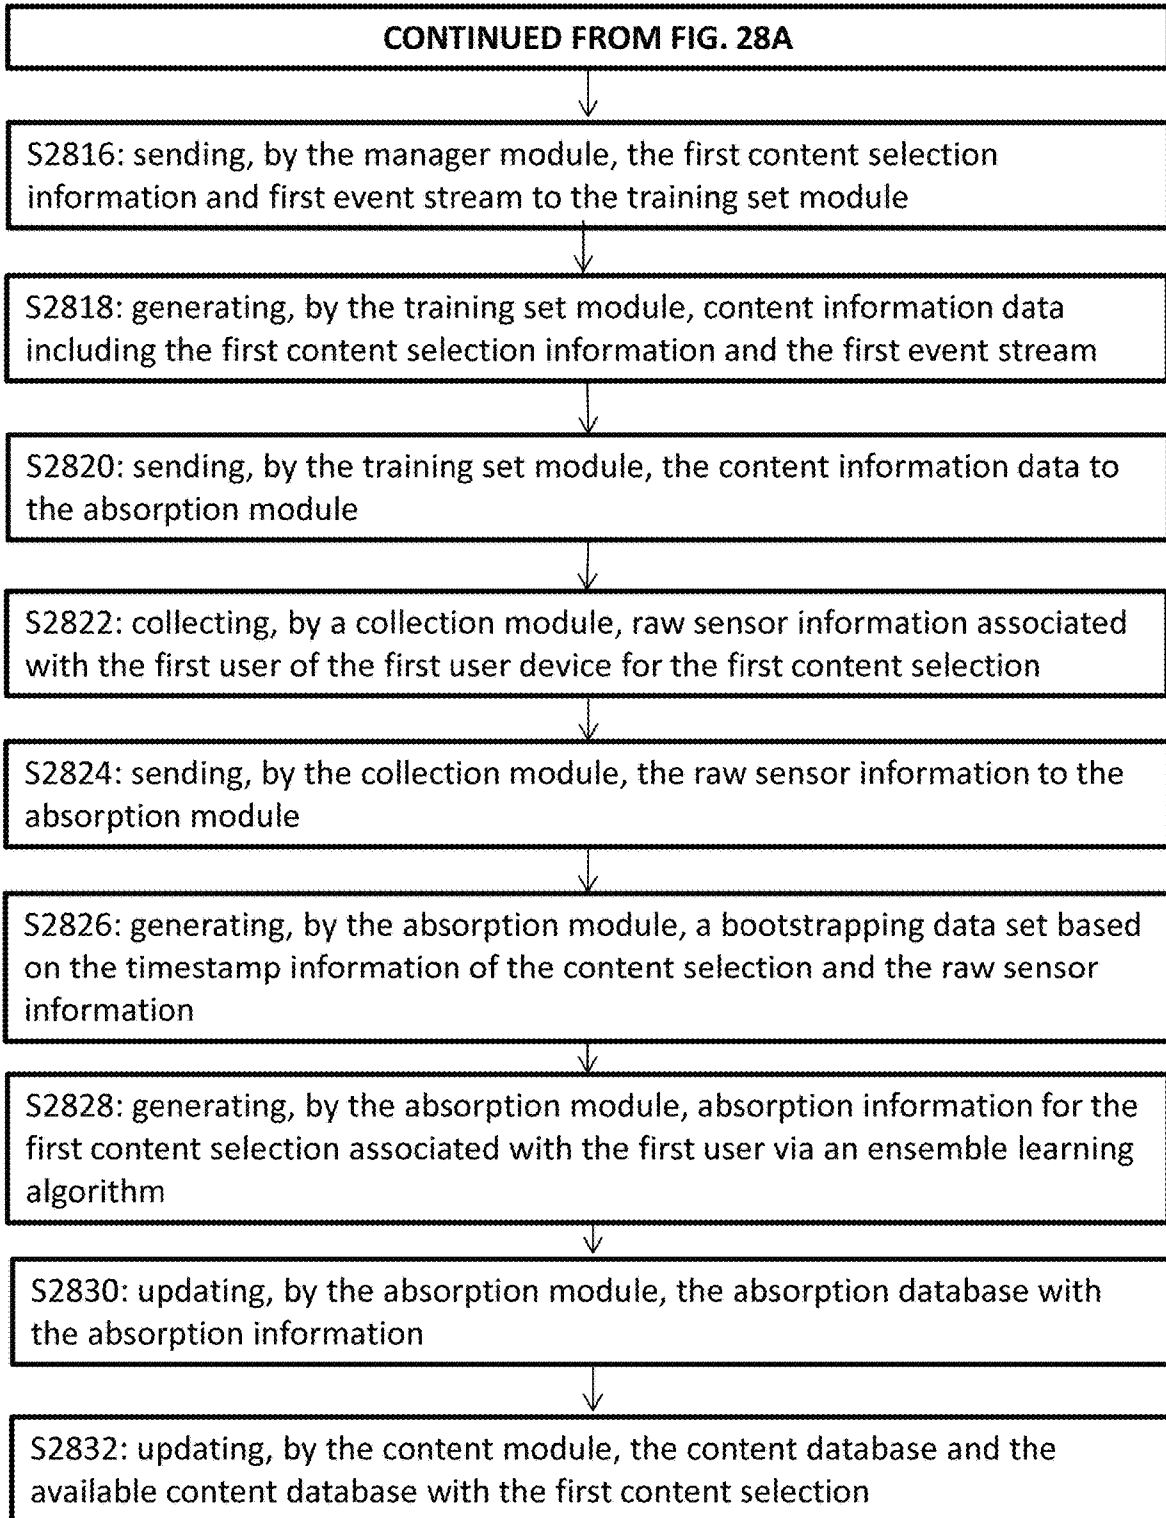 CONTINUED FROM FIG. 28A
S2816: sending, by the manager module, the first content selection
information and first event stream to the training set module
S2818: generating, by the training set module, content information data
including the first content selection information and the first event stream
S2820: sending, by the training set module, the content information data to
the absorption module
S2822: collecting, by a collection module, raw sensor information associated
with the first user of the first user device for the first content selection
S2824: sending, by the collection module, the raw sensor information to the
absorption module
S2826: generating, by the absorption module, a bootstrapping data set based
on the timestamp information of the content selection and the raw sensor
information
S2828: generating, by the absorption module, absorption information for the
first content selection associated with the first user via an ensemble learning
algorithm
S2830: updating, by the absorption module, the absorption database with
the absorption information
S2832: updating, by the content module, the content database and the
available content database with the first content selection